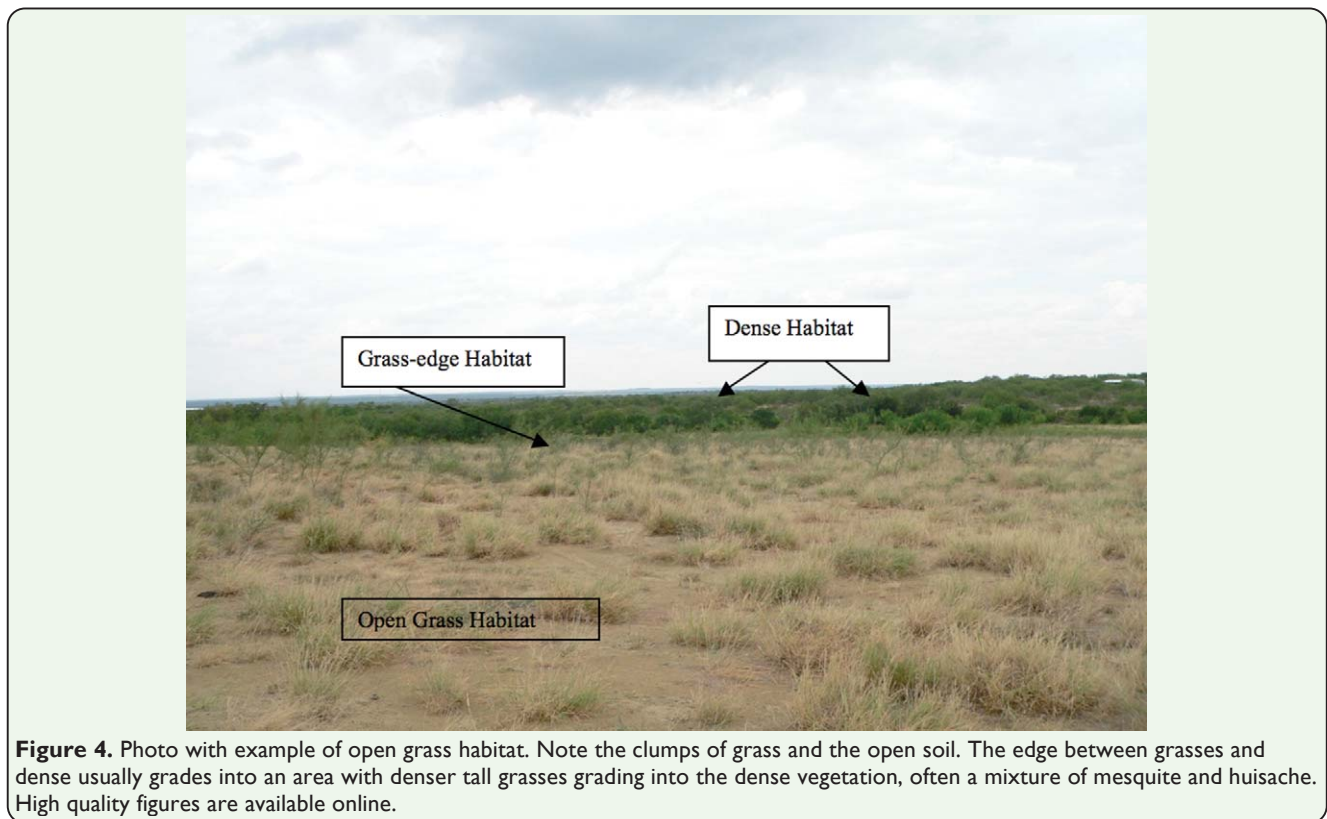 Dense Habitat
Grass-edge Habitat
Open Grass Habitat
Figure 4. Photo with example of open grass habitat. Note the clumps of grass and the open soil. The edge between grasses and
dense usually grades into an area with denser tall grasses grading into the dense vegetation, often a mixture of mesquite and huisache.
High quality figures are available online.